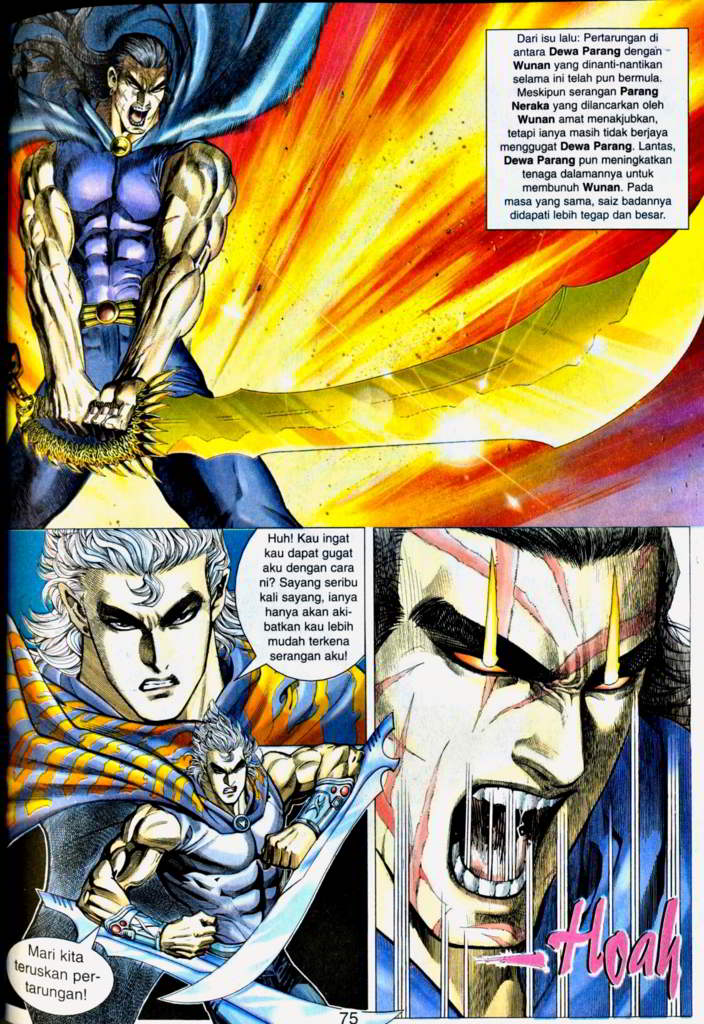 Dari isu lalu: Pertarungan di
antara Dewa Parang dengan
Wunan yang dinanti-nantikan
selama ini telah pun bermula.
Meskipun serangan Parang
Neraka yang dilancarkan oleh
Wunan amat menakjubkan,
tetapi ianya masih tidak berjaya
menggugat Dewa Parang. Lantas,
Dewa Parang pun meningkatkan
tenaga dalamannya untuk
membunuh Wunan. Pada
masa yang sama, saiz badannya
didapati lebih tegap dan besar.
Huh! Kau ingat
kau dapat gugat
aku dengan cara
ni? Sayang seribu
kali sayang, ianya
hanya akan aki-
batkan kau lebih
mudah terkena
serangan aku!
Mari kita
teruskan per-
tarungan!
Hoah
75